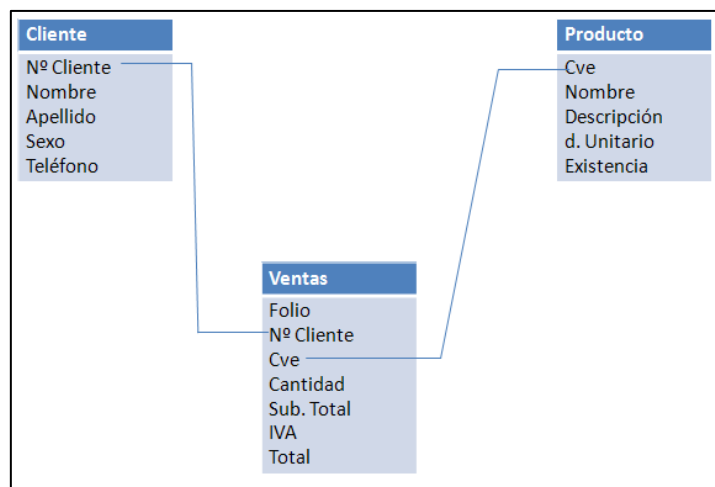 Cliente
Nº Cliente
Nombre
Apellido
Sexo
Teléfono
Producto
Cve
Nombre
Descripción
d. Unitario
Existencia
Ventas
Folio
Nº Cliente
Cve
Cantidad
Sub. Total
IVA
Total